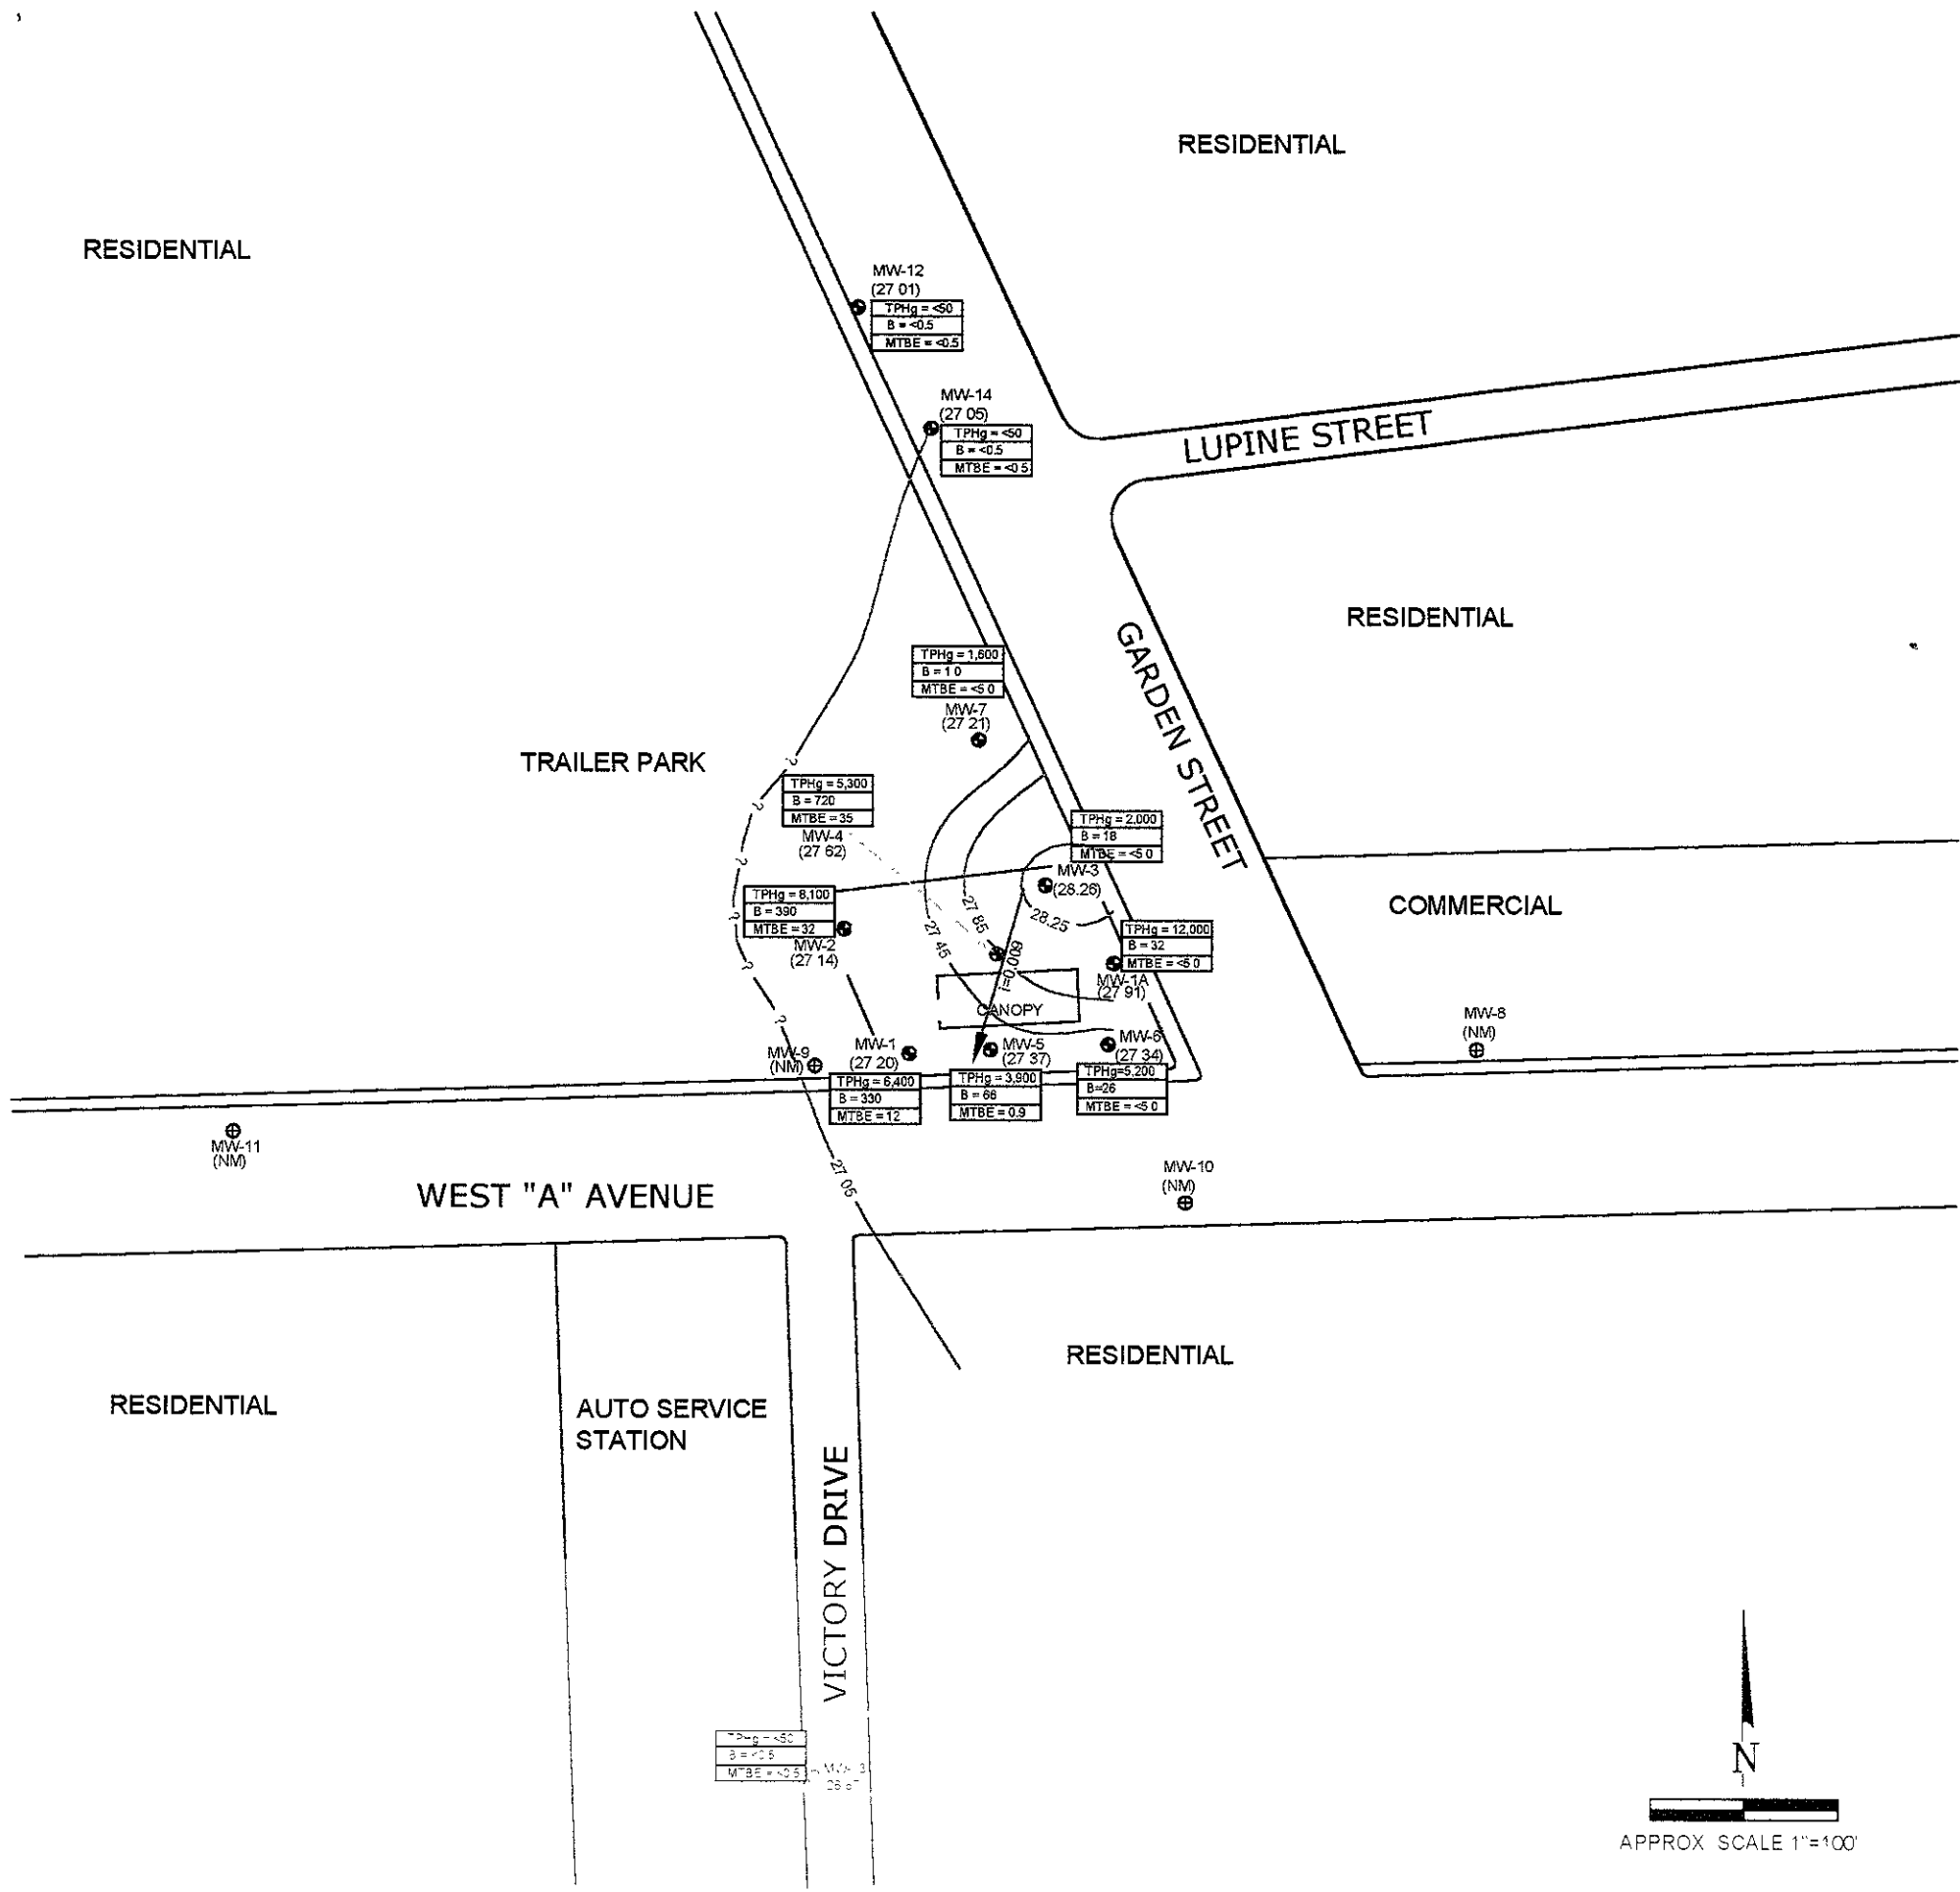 RESIDENTIAL
RESIDENTIAL
MW-12
(27 01)
TPHg = <50
B = <0.5
MTBE = <0.5
MW-14
(27 05)
TPHg = <50
B = <0.5
MTBE = <0 5
LUPINE STREET
RESIDENTIAL
GARDEN STREET
TPHg = 1,600
B = 1 0
MTBE = <5 0
MW-7
(27 21)
TRAILER PARK
?
?
?
?
?
?
TPHg = 5,300
B = 720
MTBE = 35
MW-4
(27 62)
TPHg = 2,000
B = 18
MTBE = <5 0
MW-3
(28.26)
28.25
27 85
27 45
TPHg = 8,100
B = 390
MTBE = 32
MW-2
(27 14)
COMMERCIAL
TPHg = 12,000
B = 32
MTBE = <5 0
MW-1A
(27 91)
i=0.009
CANOPY
MW-8
(NM)
MW-9
(NM)
MW-1
(27 20)
MW-5
(27 37)
MW-6
(27 34)
TPHg = 6,400
B = 330
MTBE = 12
TPHg = 3,900
B = 66
MTBE = 0.9
TPHg=5,200
B=26
MTBE = <5 0
MW-11
(NM)
27 05
MW-10
(NM)
WEST "A" AVENUE
RESIDENTIAL
RESIDENTIAL
AUTO SERVICE
STATION
VICTORY DRIVE
TPHg = <50
B = <0 5
MTBE = <0.5
N
APPROX SCALE 1"=100'